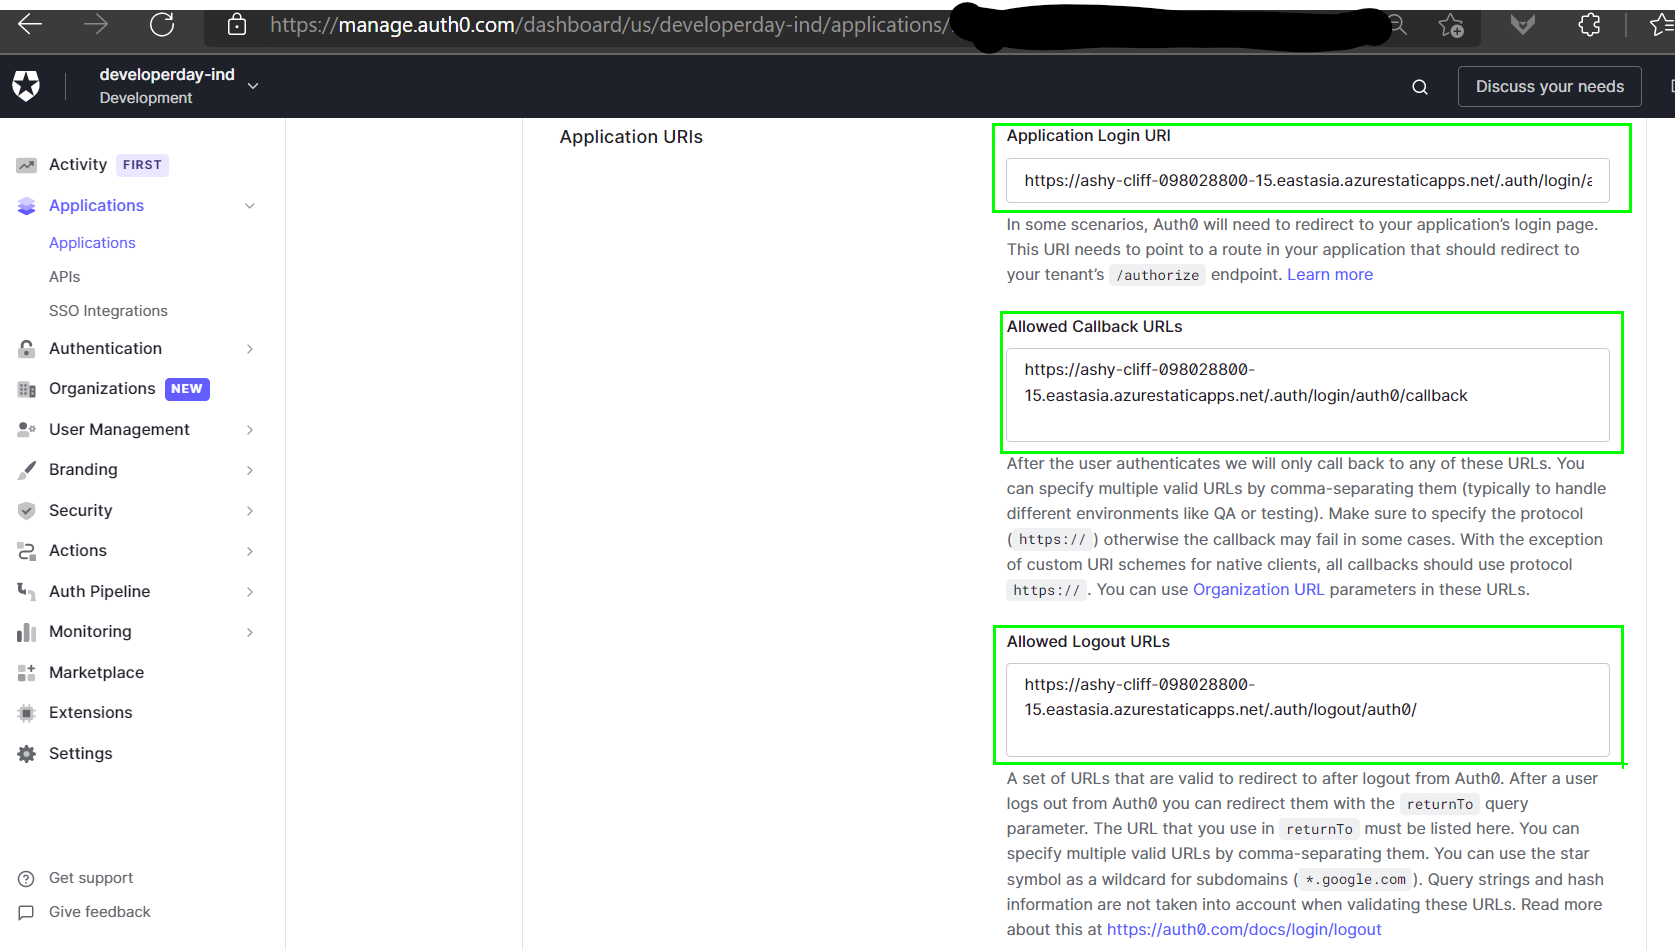 https://manage.auth0.com/dashboard/us/developerday-ind/applications/
developerday-ind
Development
Discuss your needs
Activity FIRST
Applications
Applications
APIs
SSO Integrations
Authentication
Organizations NEW
User Management
Branding
Security
Actions
Auth Pipeline
Monitoring
Marketplace
Extensions
Settings
Get support
Give feedback
Application URIs
Application Login URI
https://ashy-cliff-098028800-15.eastasia.azurestaticapps.net/.auth/login/a
In some scenarios, Auth0 will need to redirect to your application’s login page.
This URI needs to point to a route in your application that should redirect to
your tenant’s /authorize endpoint. Learn more
Allowed Callback URLs
https://ashy-cliff-098028800-
15.eastasia.azurestaticapps.net/.auth/login/auth0/callback
After the user authenticates we will only call back to any of these URLs. You
can specify multiple valid URLs by comma-separating them (typically to handle
different environments like QA or testing). Make sure to specify the protocol
( https:// ) otherwise the callback may fail in some cases. With the exception
of custom URI schemes for native clients, all callbacks should use protocol
https:// . You can use Organization URL parameters in these URLs.
Allowed Logout URLs
https://ashy-cliff-098028800-
15.eastasia.azurestaticapps.net/.auth/logout/auth0/
A set of URLs that are valid to redirect to after logout from Auth0. After a user
logs out from Auth0 you can redirect them with the returnTo query
parameter. The URL that you use in returnTo must be listed here. You can
specify multiple valid URLs by comma-separating them. You can use the star
symbol as a wildcard for subdomains ( *.google.com ). Query strings and hash
information are not taken into account when validating these URLs. Read more
about this at https://auth0.com/docs/login/logout